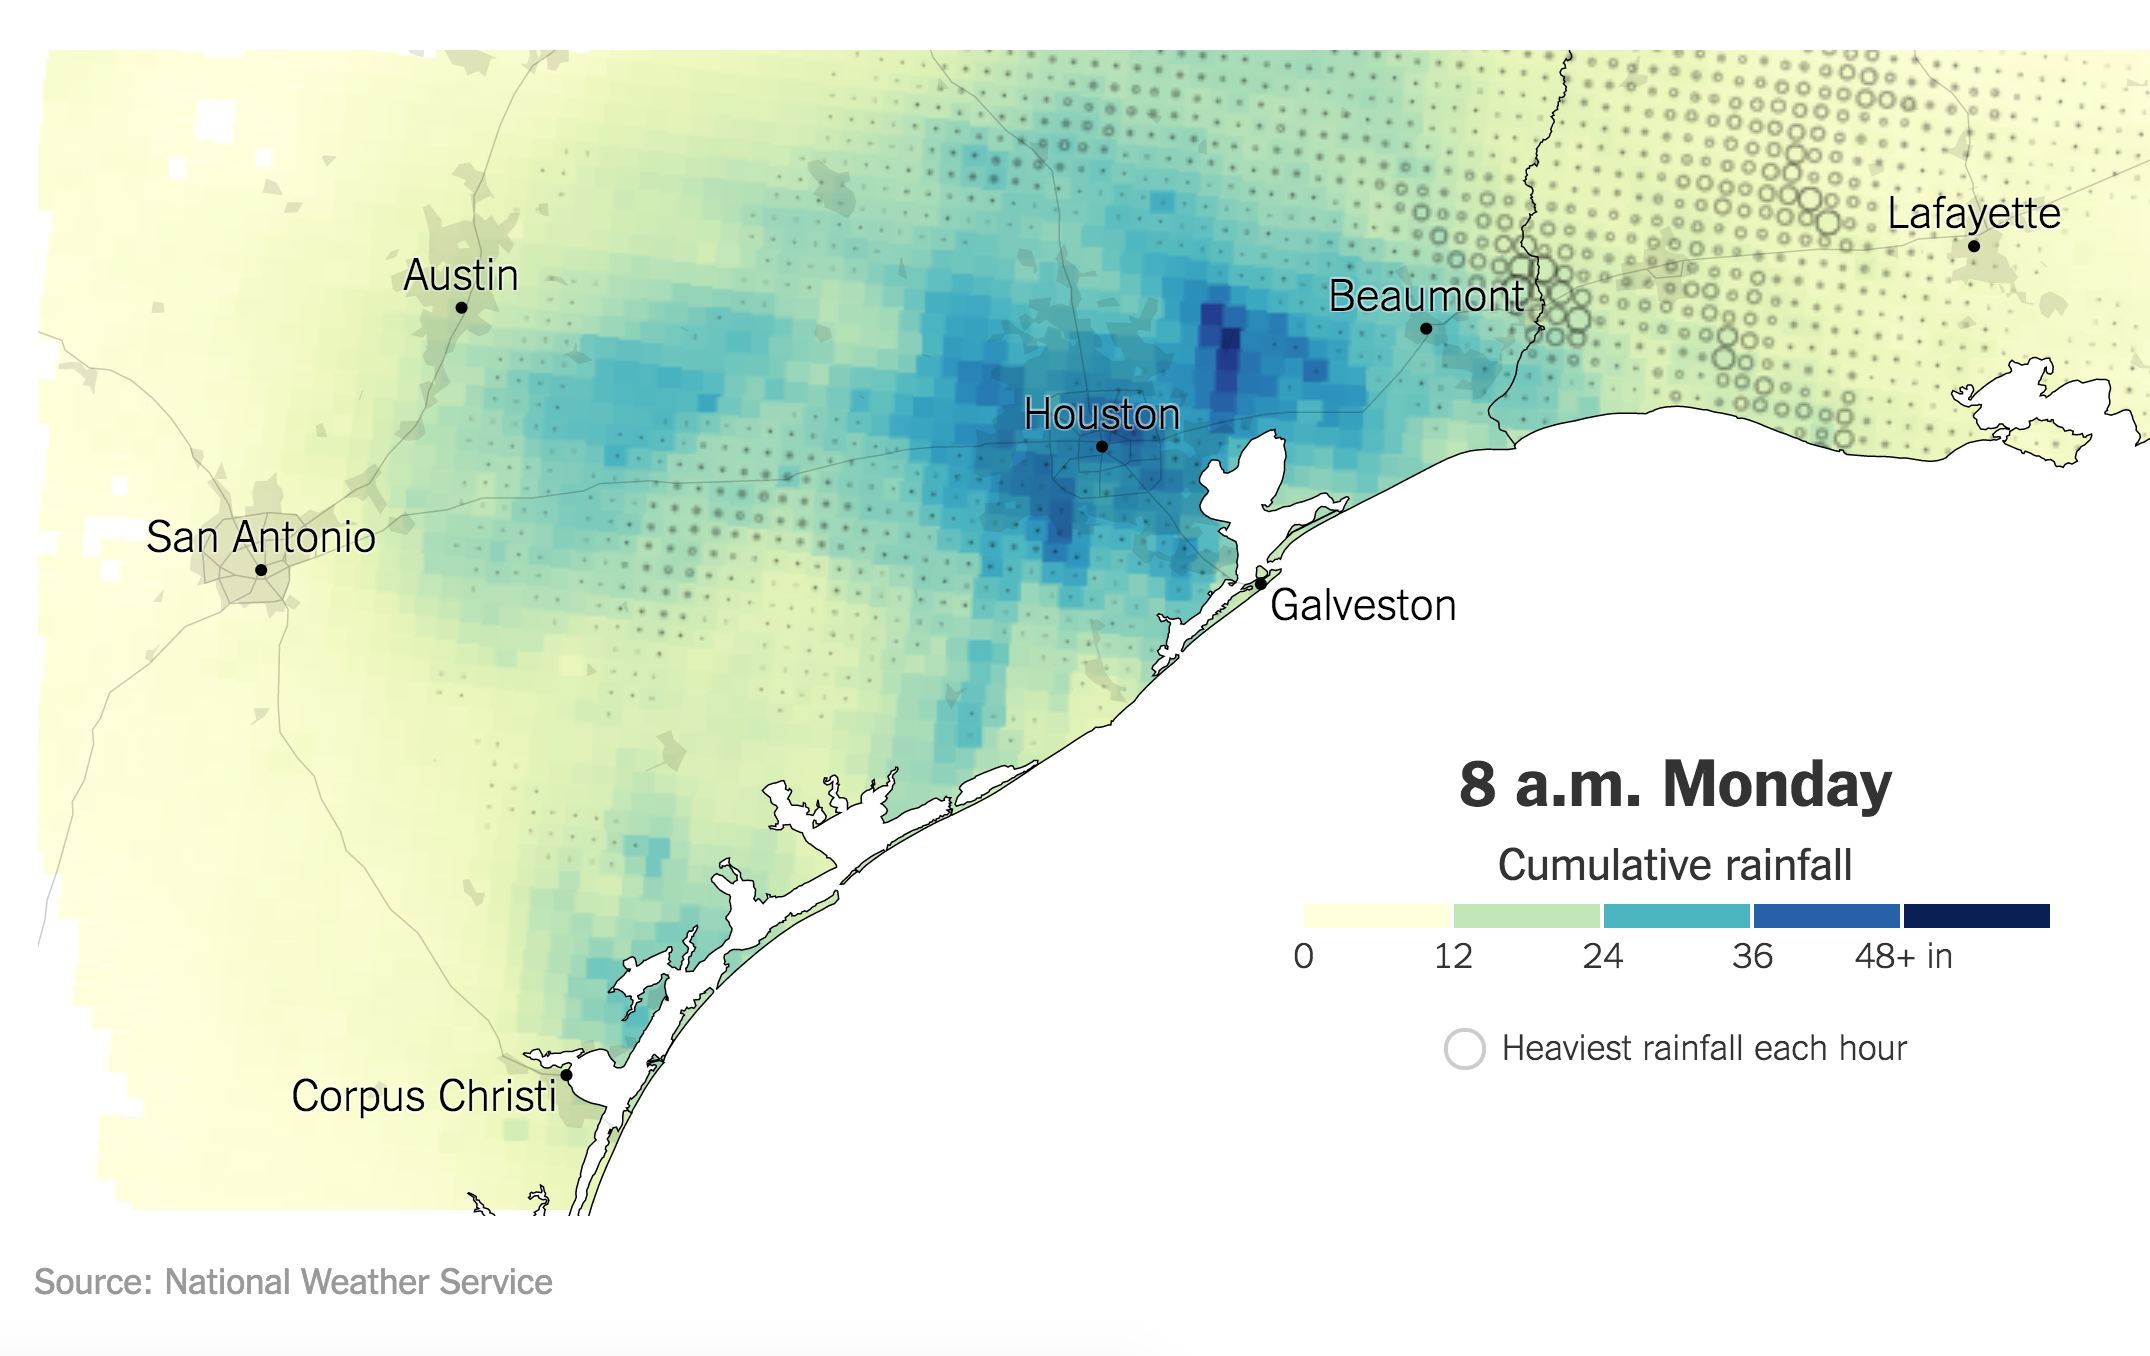 Austin
Lafayette
Beaumont
Houston
San Antonio
Galveston
Corpus Christi
8 a.m. Monday
Cumulative rainfall
0 12 24 36 48+ in
Heaviest rainfall each hour
Source: National Weather Service